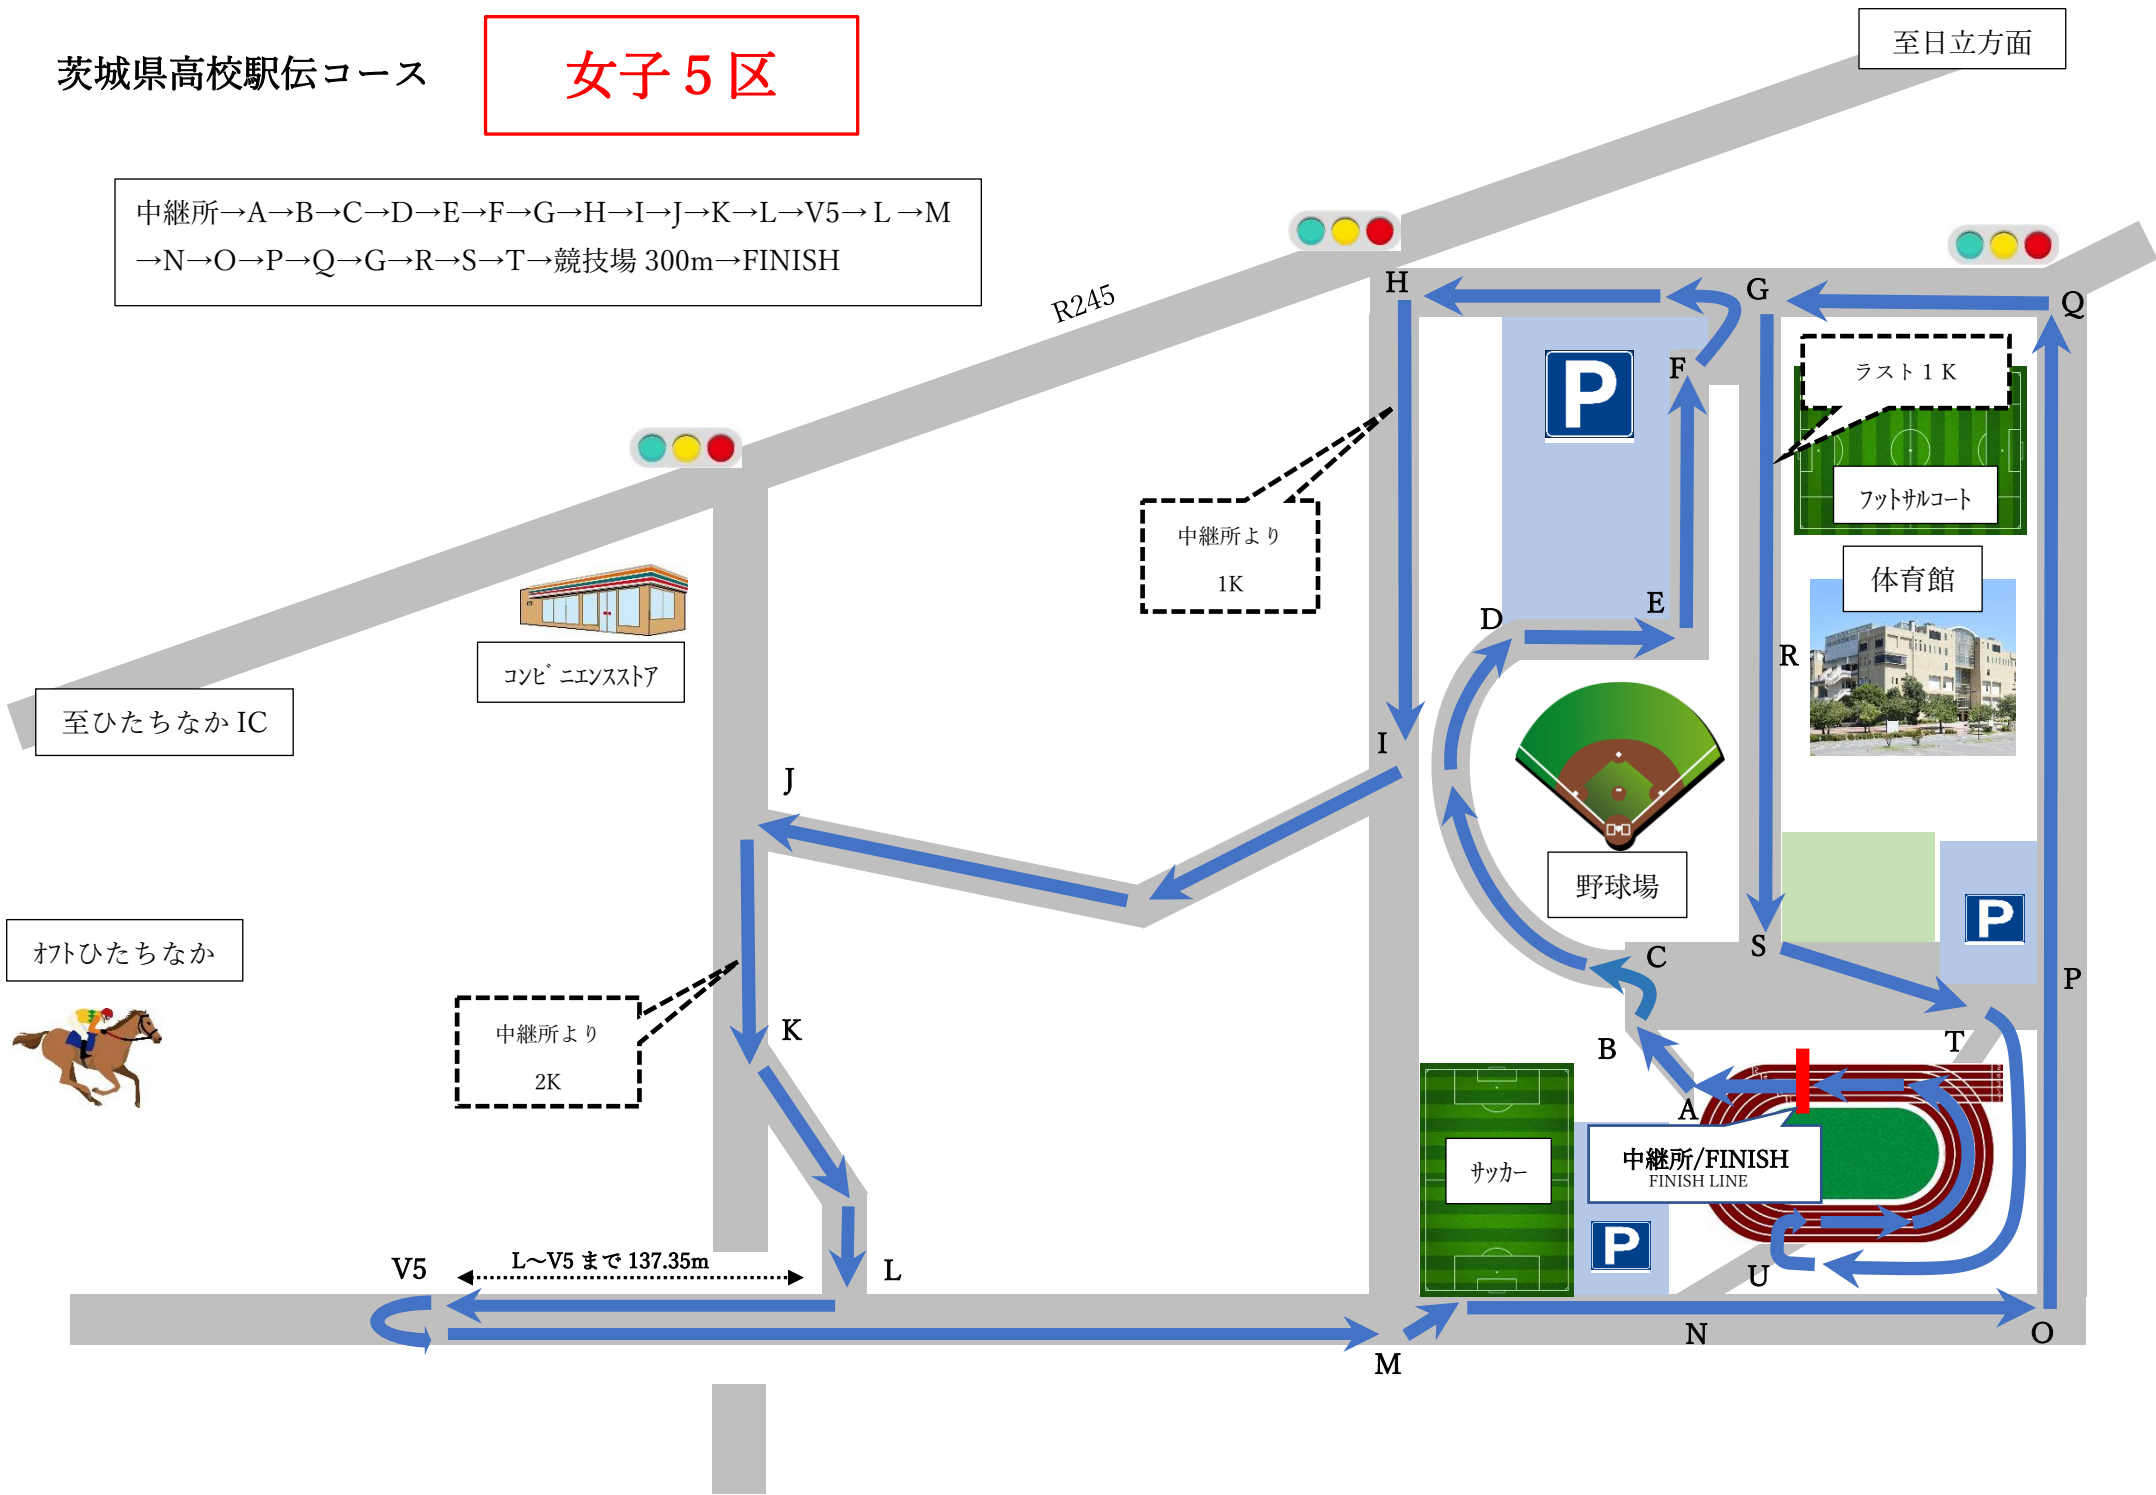 茨城県高校駅伝コース
女子５区
至日立方面
中継所→A→B→C→D→E→F→G→H→I→J→K→L→V5→L→M
→N→O→P→Q→G→R→S→T→競技場 300m→FINISH
R245
H
G
Q
F
ラスト１K
フットサルコート
中継所より
1K
体育館
D
E
R
コンビニエンスストア
至ひたちなか IC
I
J
野球場
オフトひたちなか
C
S
P
中継所より
2K
K
B
T
A
中継所/FINISH
FINISH LINE
サッカー
L～V5 まで 137.35m
V5
L
U
N
O
M
P
P
P